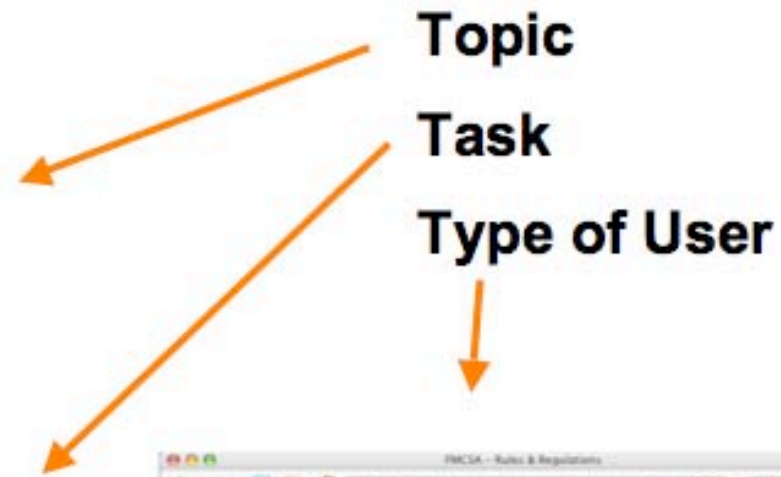 Topic
Task
Type of User
FMCSA – Rules & Regulations